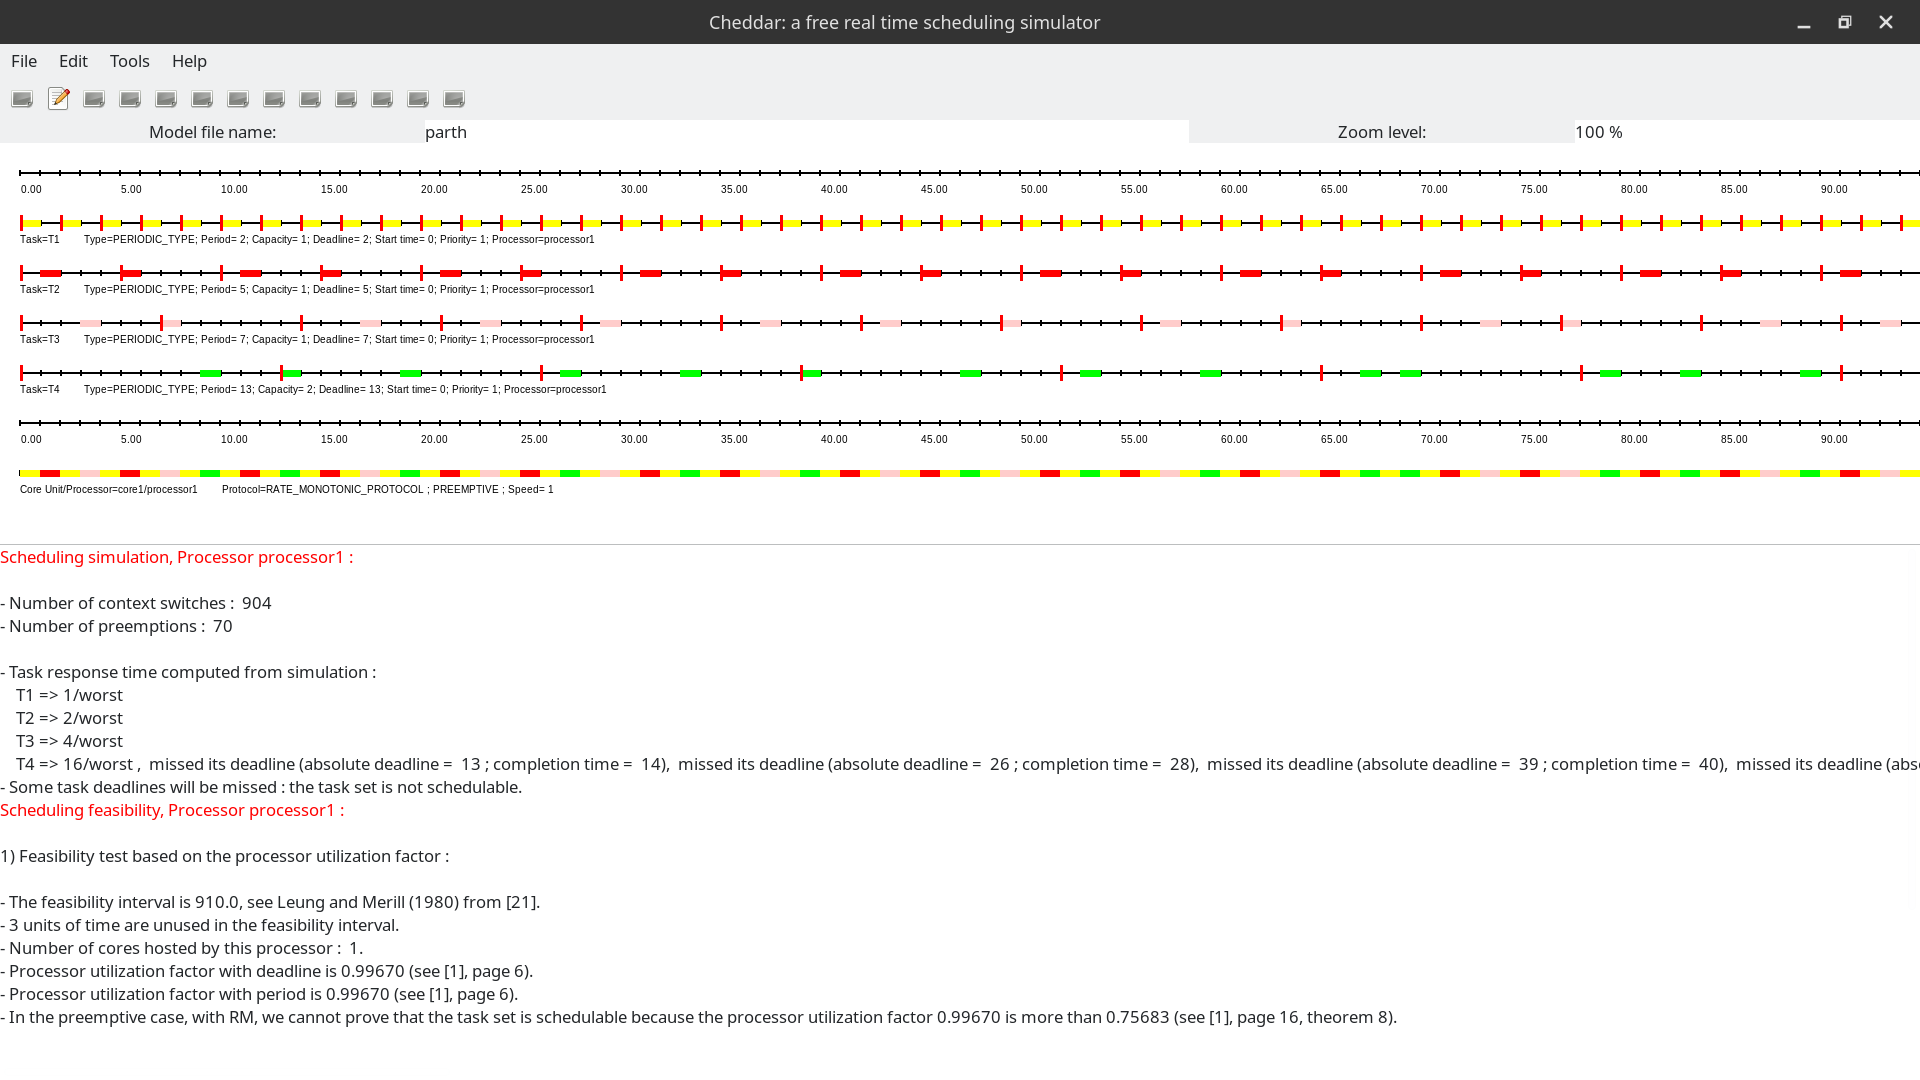 Cheddar: a free real time scheduling simulator
File Edit Tools Help
Model file name: parth Zoom level: 100 %
0.00 5.00 10.00 15.00 20.00 25.00 30.00 35.00 40.00 45.00 50.00 55.00 60.00 65.00 70.00 75.00 80.00 85.00 90.00
Task=T1 Type=PERIODIC_TYPE; Period= 2; Capacity= 1; Deadline= 2; Start time= 0; Priority= 1; Processor=processor1
Task=T2 Type=PERIODIC_TYPE; Period= 5; Capacity= 1; Deadline= 5; Start time= 0; Priority= 1; Processor=processor1
Task=T3 Type=PERIODIC_TYPE; Period= 7; Capacity= 1; Deadline= 7; Start time= 0; Priority= 1; Processor=processor1
Task=T4 Type=PERIODIC_TYPE; Period= 13; Capacity= 2; Deadline= 13; Start time= 0; Priority= 1; Processor=processor1
0.00 5.00 10.00 15.00 20.00 25.00 30.00 35.00 40.00 45.00 50.00 55.00 60.00 65.00 70.00 75.00 80.00 85.00 90.00
Core Unit/Processor=core1/processor1 Protocol=RATE_MONOTONIC_PROTOCOL ; PREEMPTIVE ; Speed= 1
Scheduling simulation, Processor processor1 :
- Number of context switches : 904
- Number of preemptions : 70
- Task response time computed from simulation :
T1 => 1/worst
T2 => 2/worst
T3 => 4/worst
T4 => 16/worst , missed its deadline (absolute deadline = 13 ; completion time = 14), missed its deadline (absolute deadline = 26 ; completion time = 28), missed its deadline (absolute deadline = 39 ; completion time = 40), missed its deadline (abs
- Some task deadlines will be missed : the task set is not schedulable.
Scheduling feasibility, Processor processor1 :
1) Feasibility test based on the processor utilization factor :
- The feasibility interval is 910.0, see Leung and Merill (1980) from [21].
- 3 units of time are unused in the feasibility interval.
- Number of cores hosted by this processor : 1.
- Processor utilization factor with deadline is 0.99670 (see [1], page 6).
- Processor utilization factor with period is 0.99670 (see [1], page 6).
- In the preemptive case, with RM, we cannot prove that the task set is schedulable because the processor utilization factor 0.99670 is more than 0.75683 (see [1], page 16, theorem 8).